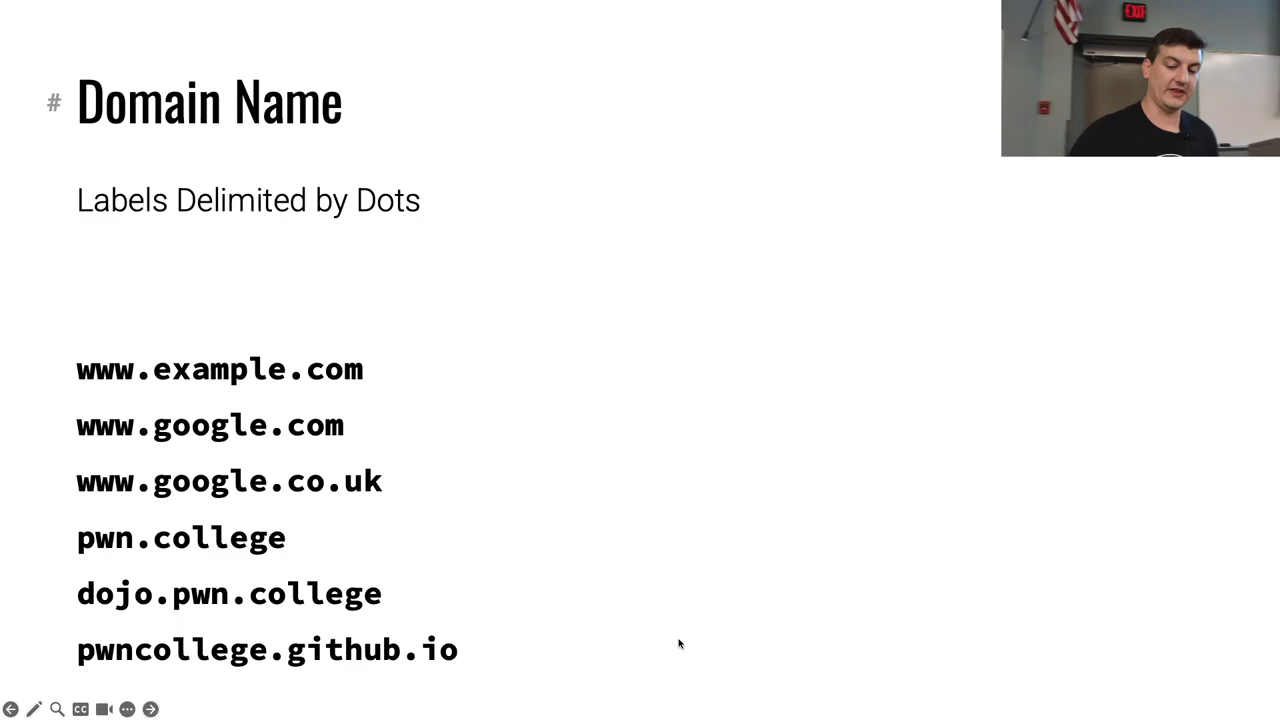 # Domain Name
EXIT
Labels Delimited by Dots
www.example.com
www.google.com
www.google.co.uk
pwn.college
dojo.pwn.college
pwncollege.github.io
CC